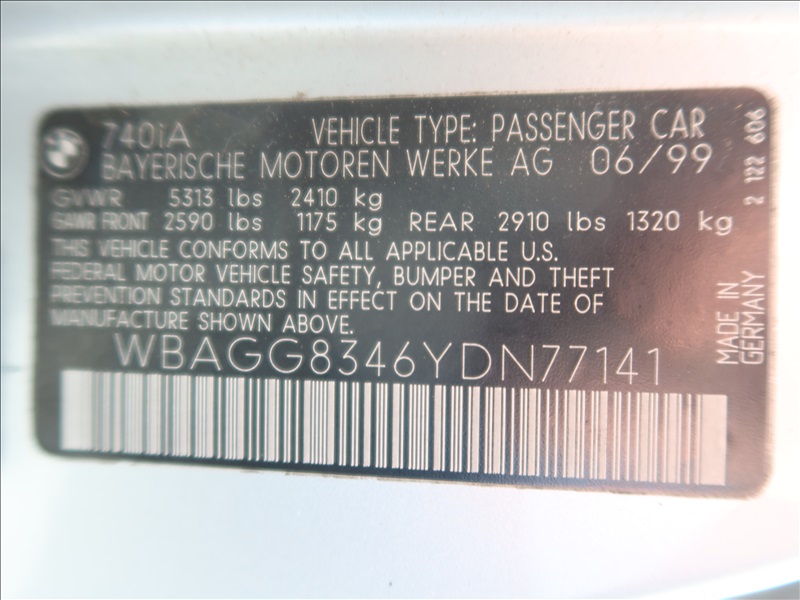 740iA VEHICLE TYPE: PASSENGER CAR
BAYERISCHE MOTOREN WERKE AG 06/99
GVWR 5313 lbs 2410 kg
GAWR FRONT 2590 lbs 1175 kg REAR 2910 lbs 1320 kg
THIS VEHICLE CONFORMS TO ALL APPLICABLE U.S.
FEDERAL MOTOR VEHICLE SAFETY, BUMPER AND THEFT
PREVENTION STANDARDS IN EFFECT ON THE DATE OF
MANUFACTURE SHOWN ABOVE.
WBAGG8346YDN77141
2 122 606
MADE IN
GERMANY